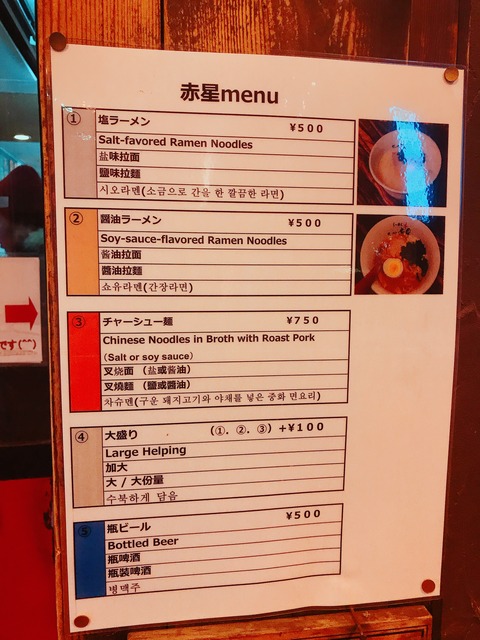 赤星menu
① 塩ラーメン ¥500
Salt-favored Ramen Noodles
盐味拉面
鹽味拉麺
시오라멘(소금으로 간을 한 깔끔한 라면)
② 醤油ラーメン ¥500
Soy-sauce-flavored Ramen Noodles
酱油拉面
醬油拉麵
쇼유라멘(간장라면)
③ チャーシュー麺 ¥750
Chinese Noodles in Broth with Roast Pork
(Salt or soy sauce)
叉烧面 (盐或酱油)
叉燒麵 (鹽或醬油)
차슈멘(구운 돼지고기와 야채를 넣은 중화 면요리)
④ 大盛り (①. ②. ③)+¥100
Large Helping
加大
大 / 大份量
수북하게 담음
⑤ 瓶ビール ¥500
Bottled Beer
瓶啤酒
瓶装啤酒
병맥주
です(^^)